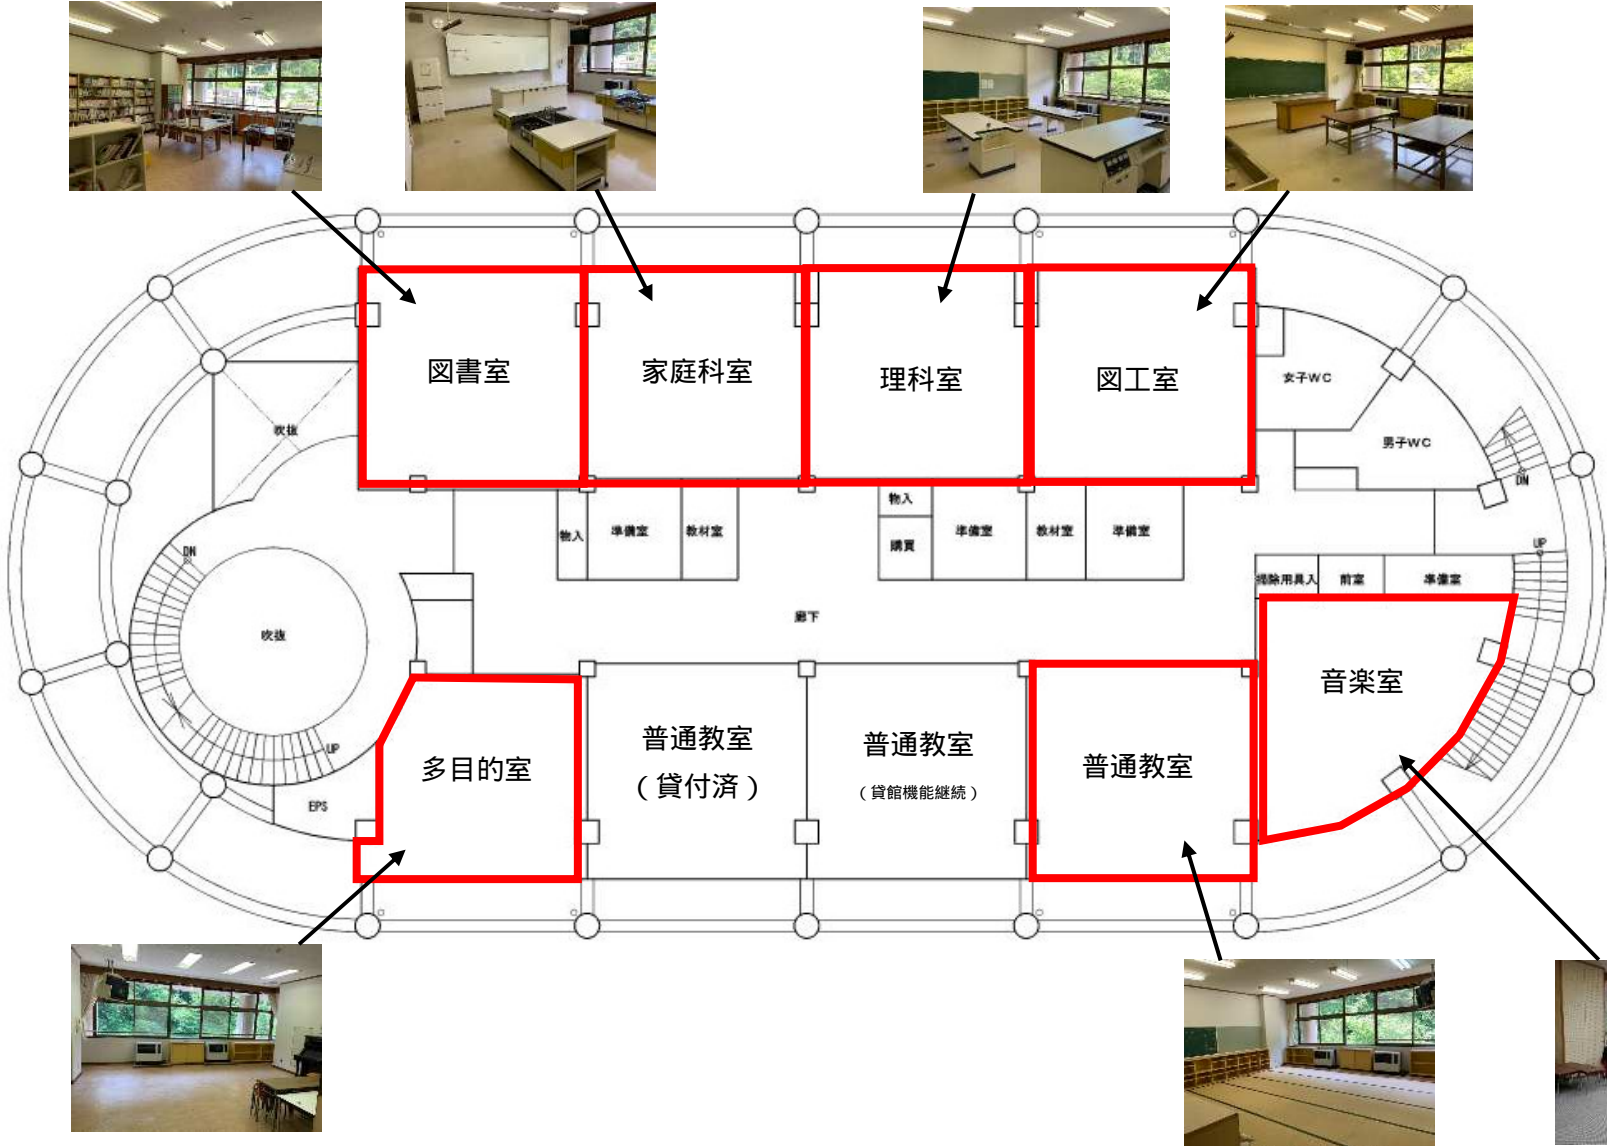 図書室
家庭科室
理科室
図工室
女子WC
男子WC
吹抜
DN
DN
物入
準備室
教材室
物入
購買
準備室
教材室
準備室
UP
掃除用具入
前室
準備室
廊下
吹抜
UP
EPS
多目的室
普通教室
(貸付済)
普通教室
(貸館機能継続)
普通教室
音楽室